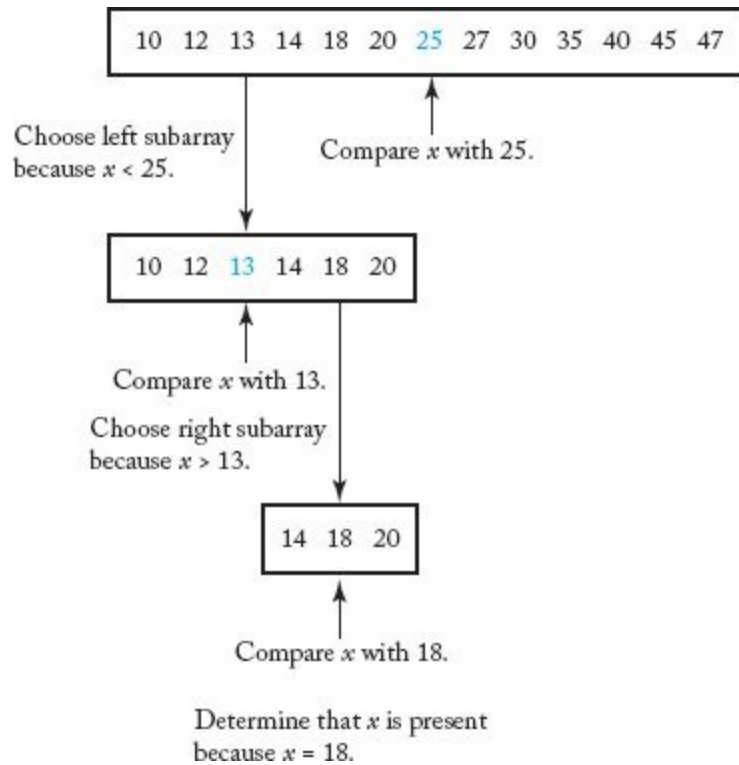 10 12 13 14 18 20 25 27 30 35 40 45 47
Choose left subarray
because x < 25.
Compare x with 25.
10 12 13 14 18 20
Compare x with 13.
Choose right subarray
because x > 13.
14 18 20
Compare x with 18.
Determine that x is present
because x = 18.